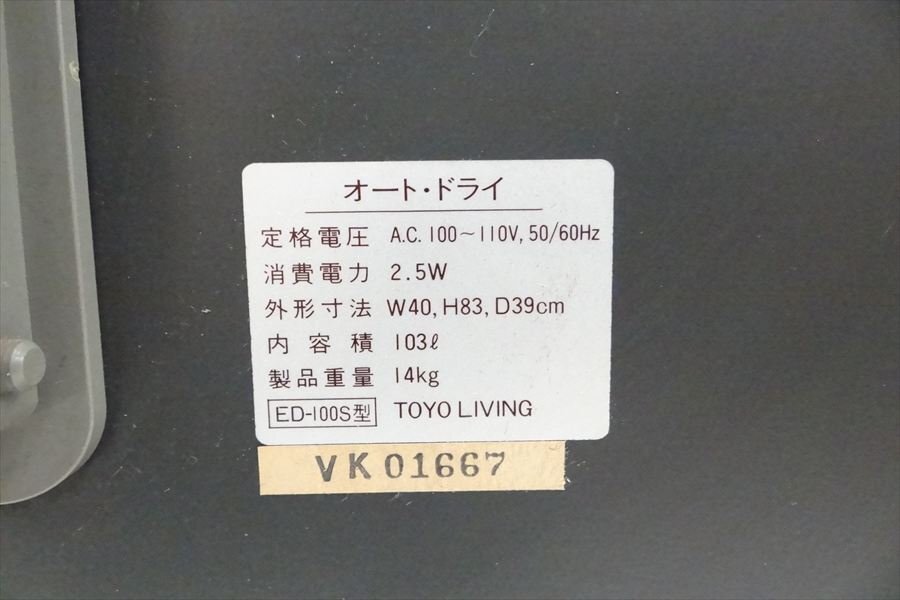 オート・ドライ
定格電圧 A.C. 100～110V, 50/60Hz
消費電力 2.5W
外形寸法 W40, H83, D39cm
内容積 103ℓ
製品重量 14kg
ED-100S型 TOYO LIVING
VK01667